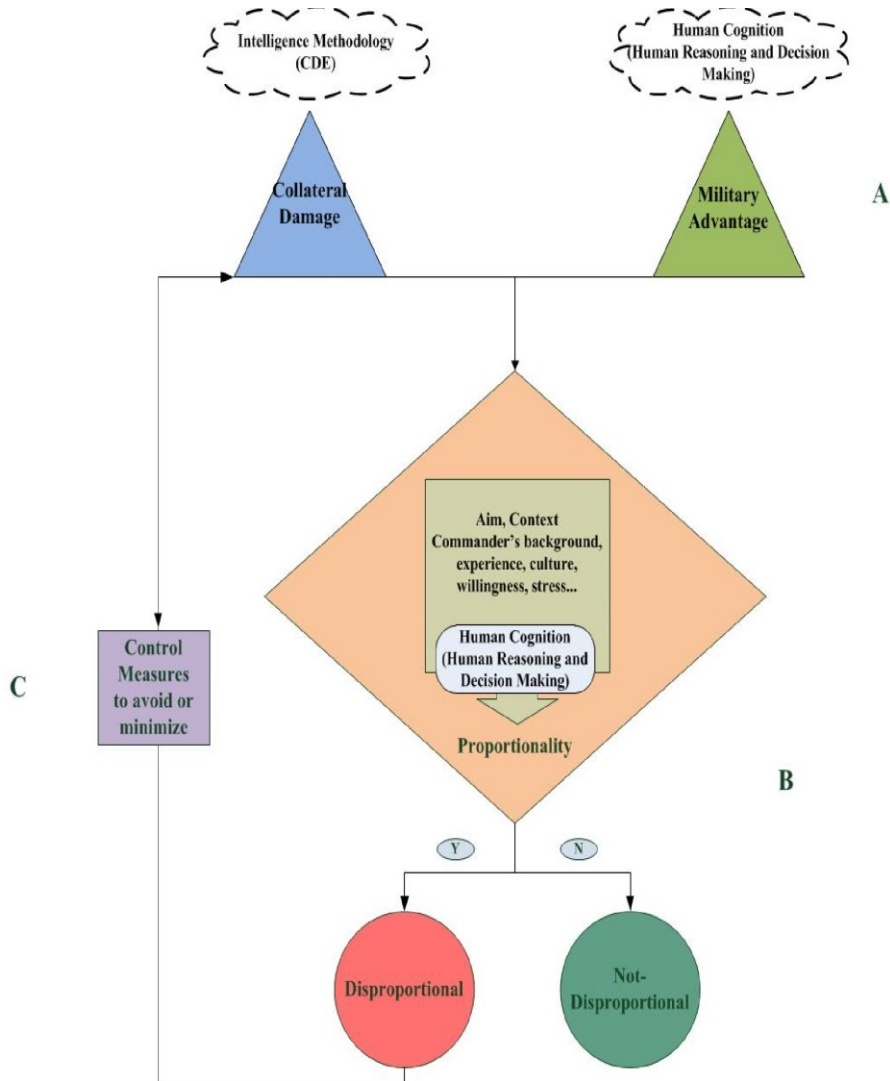 Intelligence Methodology
(CDE)
Human Cognition
(Human Reasoning and Decision
Making)
Collateral
Damage
Military
Advantage
A
Aim, Context
Commander's background,
experience, culture,
willingness, stress...
Human Cognition
(Human Reasoning and
Decision Making)
Proportionality
Control
Measures
to avoid or
minimize
C
B
Y
N
Disproportional
Not-
Disproportional